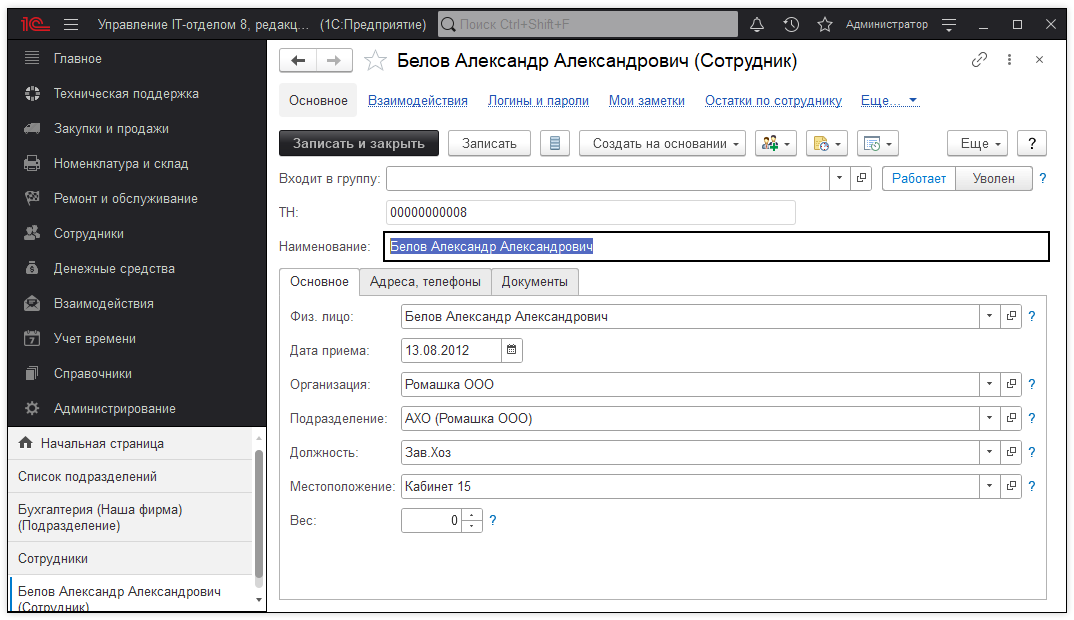 1С Управление IT-отделом 8, редакц... (1С:Предприятие) Поиск Ctrl+Shift+F Администратор
Главное
Техническая поддержка
Закупки и продажи
Номенклатура и склад
Ремонт и обслуживание
Сотрудники
Денежные средства
Взаимодействия
7 Учет времени
Справочники
Администрирование
Начальная страница
Список подразделений
Бухгалтерия (Наша фирма)
(Подразделение)
Сотрудники
Белов Александр Александрович
(Сотрудник)
Белов Александр Александрович (Сотрудник)
Основное Взаимодействия Логины и пароли Мои заметки Остатки по сотруднику Еще...
Записать и закрыть Записать Создать на основании Еще ?
Входит в группу: Работает Уволен ?
ТН: 00000000008
Наименование: Белов Александр Александрович
Основное Адреса, телефоны Документы
Физ. лицо: Белов Александр Александрович ?
Дата приема: 13.08.2012
Организация: Ромашка ООО ?
Подразделение: АХО (Ромашка ООО) ?
Должность: Зав.Хоз ?
Местоположение: Кабинет 15 ?
Вес: 0 ?